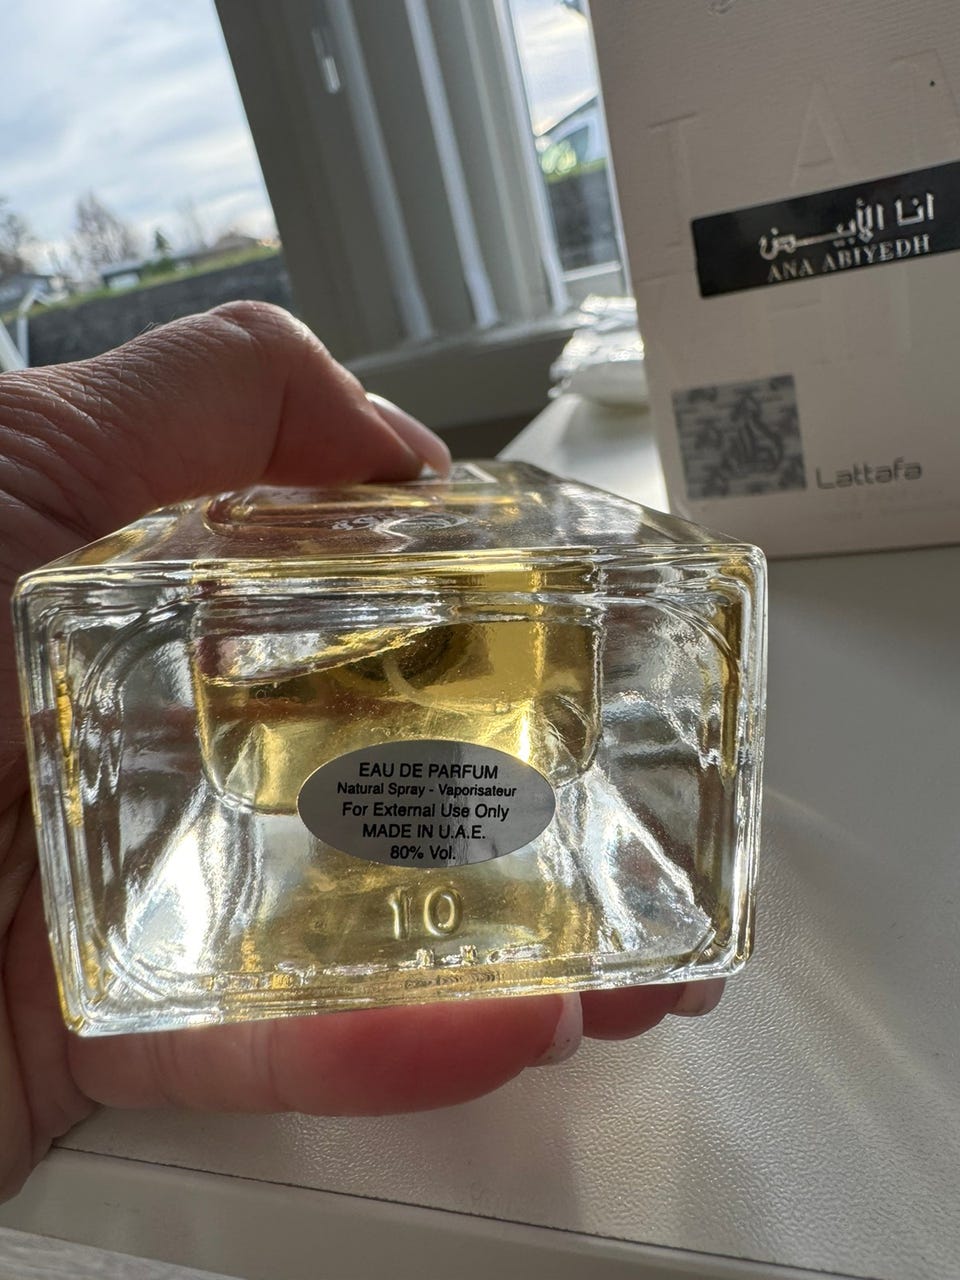 انا الأبيض
ANA ABIYEDH
Lattafa
EAU DE PARFUM
Natural Spray - Vaporisateur
For External Use Only
MADE IN U.A.E.
80% Vol.
10